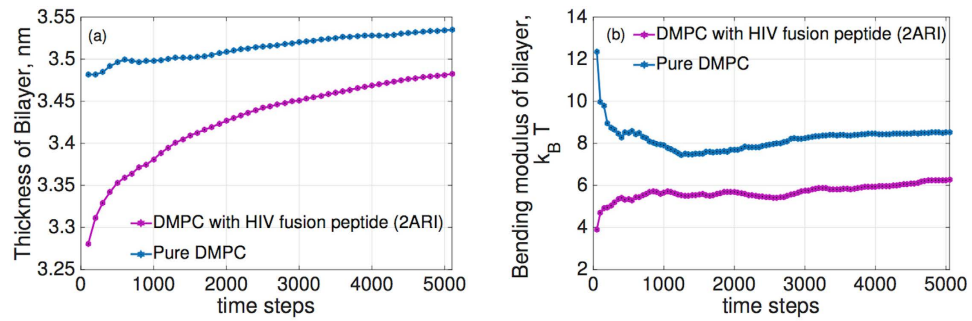 (a)
Thickness of Bilayer, nm
3.55
3.5
3.45
3.4
3.35
3.3
3.25
DMPC with HIV fusion peptide (2ARI)
Pure DMPC
0 1000 2000 3000 4000 5000
time steps
(b)
Bending modulus of bilayer,
k_B T
14
12
10
8
6
4
2
DMPC with HIV fusion peptide (2ARI)
Pure DMPC
0 1000 2000 3000 4000 5000
time steps